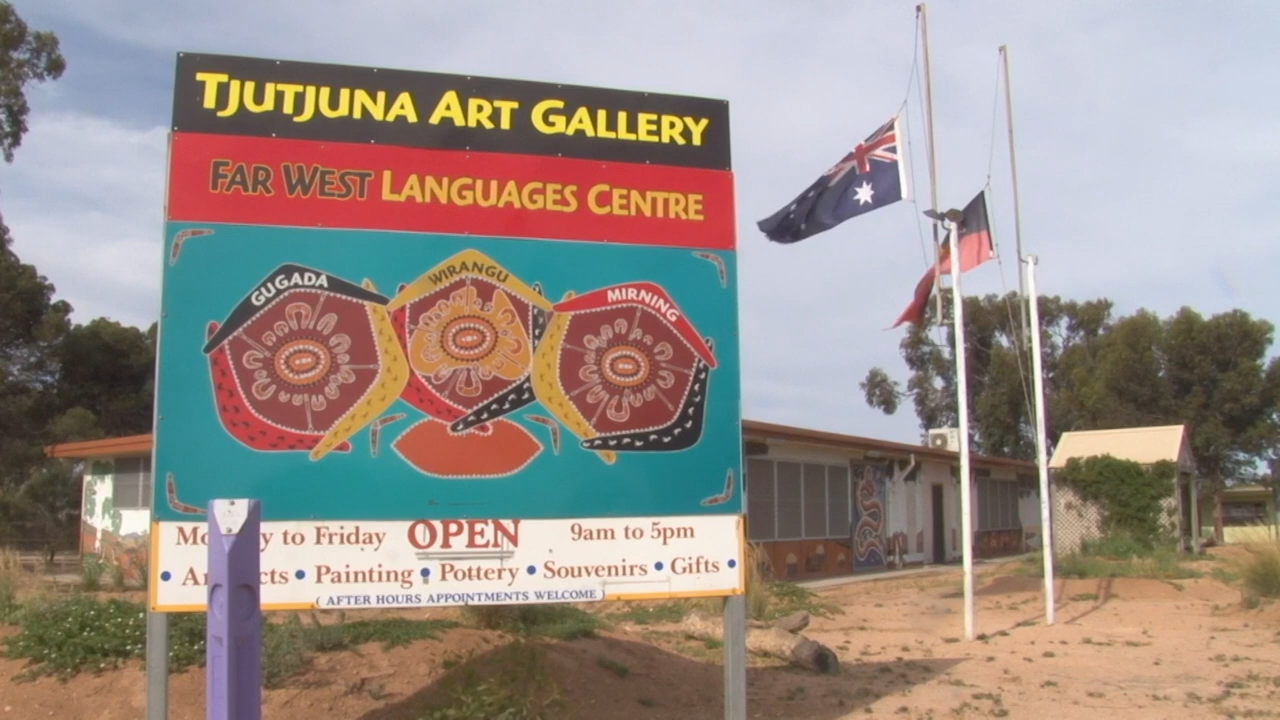 TJUTJUNA ART GALLERY
FAR WEST LANGUAGES CENTRE
GUGADA
WIRANGU
MIRNING
to Friday OPEN 9am to 5pm
• Painting • Pottery • Souvenirs • Gifts •
( AFTER HOURS APPOINTMENTS WELCOME )